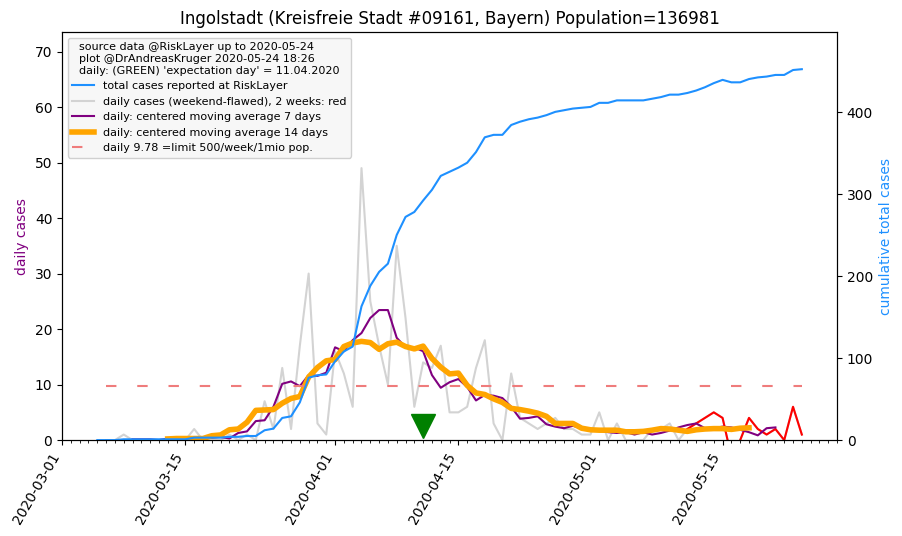 Ingolstadt (Kreisfreie Stadt #09161, Bayern) Population=136981
source data @RiskLayer up to 2020-05-24
plot @DrAndreasKruger 2020-05-24 18:26
daily: (GREEN) 'expectation day' = 11.04.2020
total cases reported at RiskLayer
daily cases (weekend-flawed), 2 weeks: red
daily: centered moving average 7 days
daily: centered moving average 14 days
daily 9.78 =limit 500/week/1mio pop.
daily cases
70
60
50
40
30
20
10
0
cumulative total cases
400
300
200
100
0
2020-03-01
2020-03-15
2020-04-01
2020-04-15
2020-05-01
2020-05-15